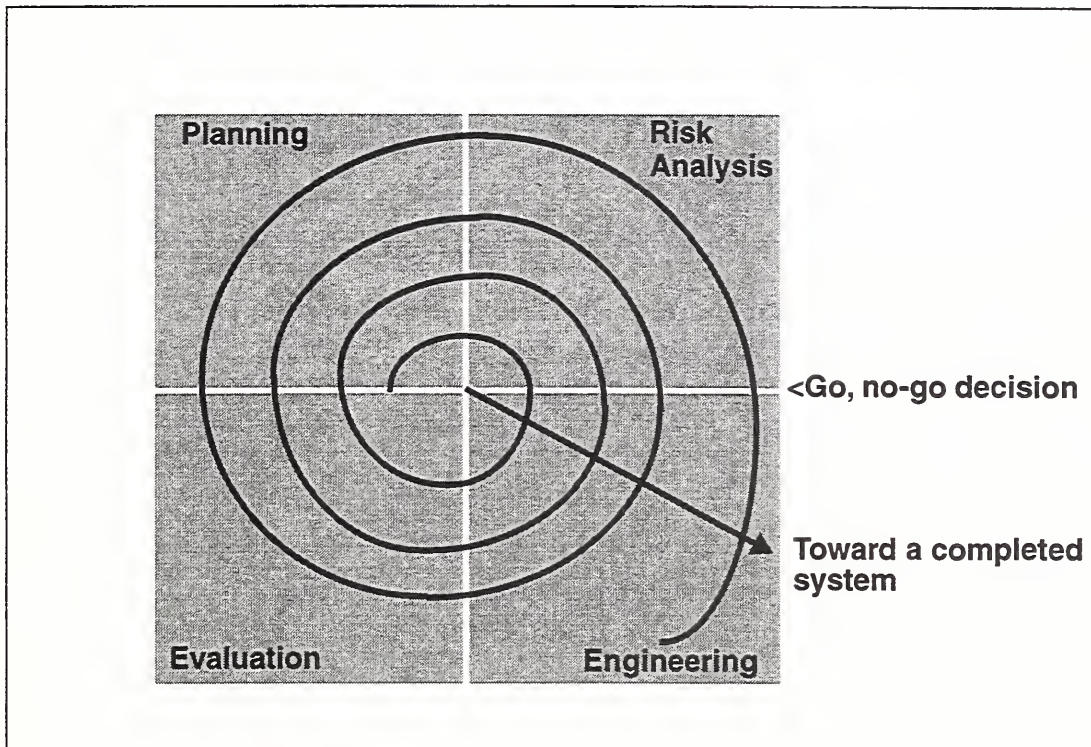 Planning
Risk
Analysis
<Go, no-go decision
Toward a completed
system
Evaluation
Engineering